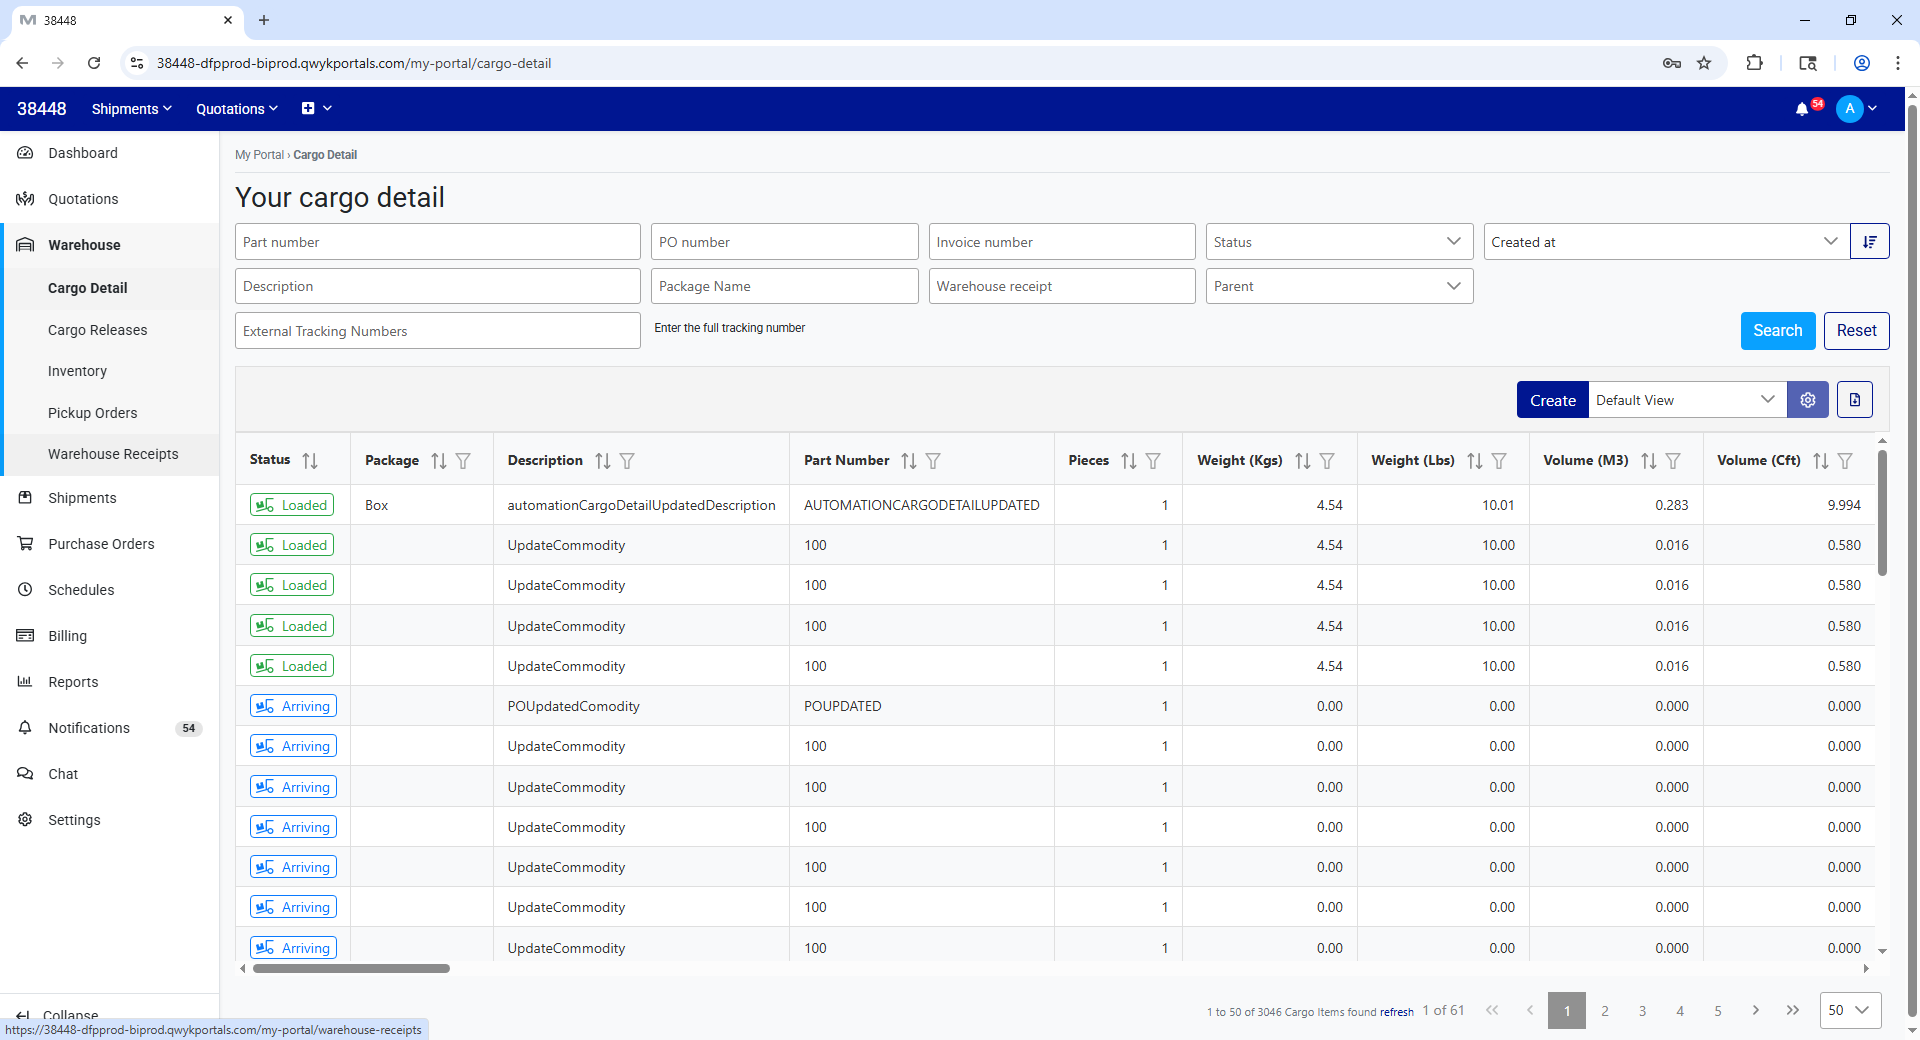 38448
38448-dfpprod-biprod.qwykportals.com/my-portal/cargo-detail
38448 Shipments Quotations 54 A
Dashboard
Quotations
Warehouse
Cargo Detail
Cargo Releases
Inventory
Pickup Orders
Warehouse Receipts
Shipments
Purchase Orders
Schedules
Billing
Reports
Notifications 54
Chat
Settings
Collapse
https://38448-dfpprod-biprod.qwykportals.com/my-portal/warehouse-receipts
My Portal › Cargo Detail
Your cargo detail
Part number PO number Invoice number Status Created at
Description Package Name Warehouse receipt Parent
External Tracking Numbers Enter the full tracking number Search Reset
Create Default View
Status Package Description Part Number Pieces Weight (Kgs) Weight (Lbs) Volume (M3) Volume (Cft)
Loaded Box automationCargoDetailUpdatedDescription AUTOMATIONCARGODETAILUPDATED 1 4.54 10.01 0.283 9.994
Loaded UpdateCommodity 100 1 4.54 10.00 0.016 0.580
Loaded UpdateCommodity 100 1 4.54 10.00 0.016 0.580
Loaded UpdateCommodity 100 1 4.54 10.00 0.016 0.580
Loaded UpdateCommodity 100 1 4.54 10.00 0.016 0.580
Arriving POUpdatedComodity POUPDATED 1 0.00 0.00 0.000 0.000
Arriving UpdateCommodity 100 1 0.00 0.00 0.000 0.000
Arriving UpdateCommodity 100 1 0.00 0.00 0.000 0.000
Arriving UpdateCommodity 100 1 0.00 0.00 0.000 0.000
Arriving UpdateCommodity 100 1 0.00 0.00 0.000 0.000
Arriving UpdateCommodity 100 1 0.00 0.00 0.000 0.000
Arriving UpdateCommodity 100 1 0.00 0.00 0.000 0.000
1 to 50 of 3046 Cargo Items found refresh 1 of 61 1 2 3 4 5 50